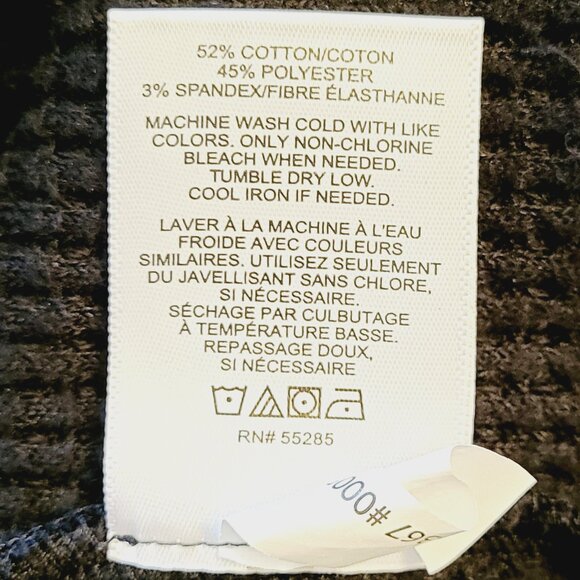 52% COTTON/COTON
45% POLYESTER
3% SPANDEX/FIBRE ÉLASTHANNE
MACHINE WASH COLD WITH LIKE
COLORS. ONLY NON-CHLORINE
BLEACH WHEN NEEDED.
TUMBLE DRY LOW.
COOL IRON IF NEEDED.
LAVER À LA MACHINE À L'EAU
FROIDE AVEC COULEURS
SIMILAIRES. UTILISEZ SEULEMENT
DU JAVELLISANT SANS CHLORE,
SI NÉCESSAIRE.
SÉCHAGE PAR CULBUTAGE
À TEMPÉRATURE BASSE.
REPASSAGE DOUX,
SI NÉCESSAIRE
RN# 55285